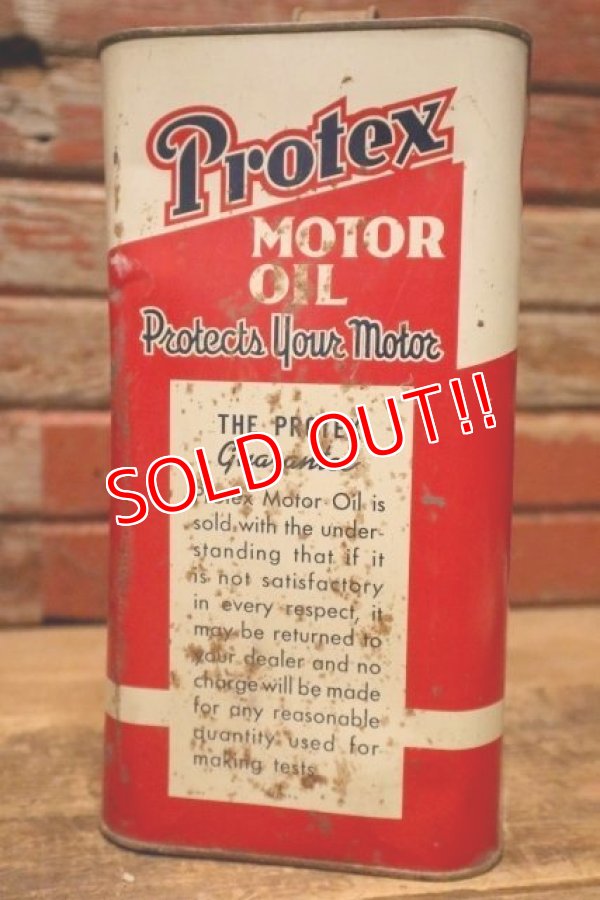 Protex
MOTOR
OIL
Protects Your Motor
THE PROTEX
Guarantee
SOLD OUT!!
Protex Motor Oil is
sold with the under-
standing that if it
is not satisfactory
in every respect, it
may be returned to
your dealer and no
charge will be made
for any reasonable
quantity used for
making tests.